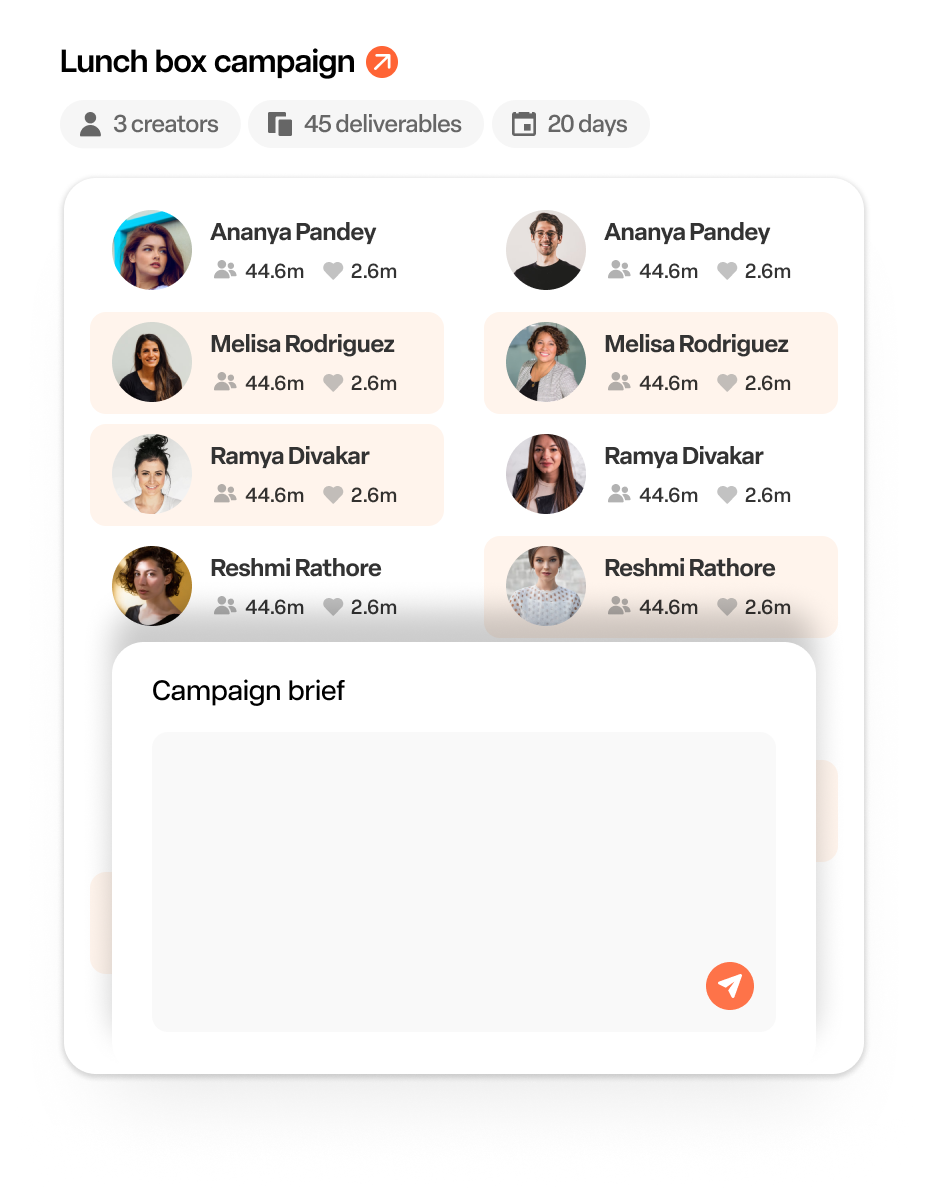 Lunch box campaign
3 creators 45 deliverables 20 days
Ananya Pandey Ananya Pandey
44.6m 2.6m 44.6m 2.6m
Melisa Rodriguez Melisa Rodriguez
44.6m 2.6m 44.6m 2.6m
Ramya Divakar Ramya Divakar
44.6m 2.6m 44.6m 2.6m
Reshmi Rathore Reshmi Rathore
44.6m 2.6m 44.6m 2.6m
Campaign brief